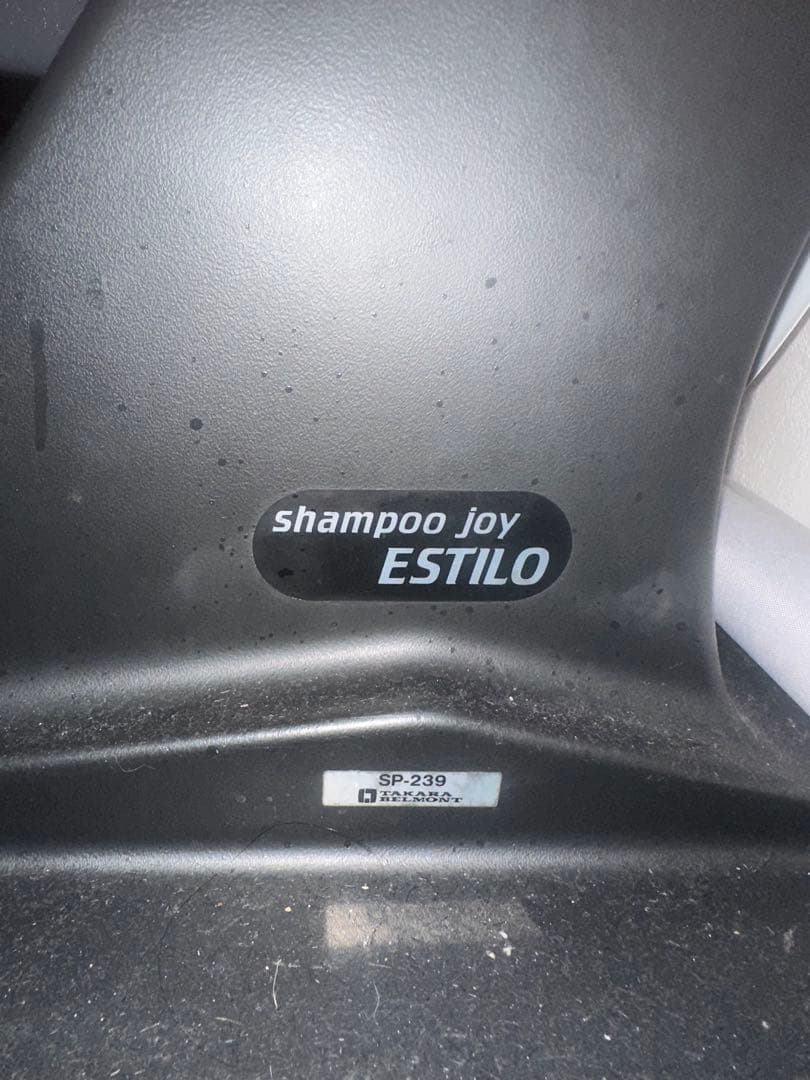 shampoo joy
ESTILO
SP-239
TAKARA
BELMONT